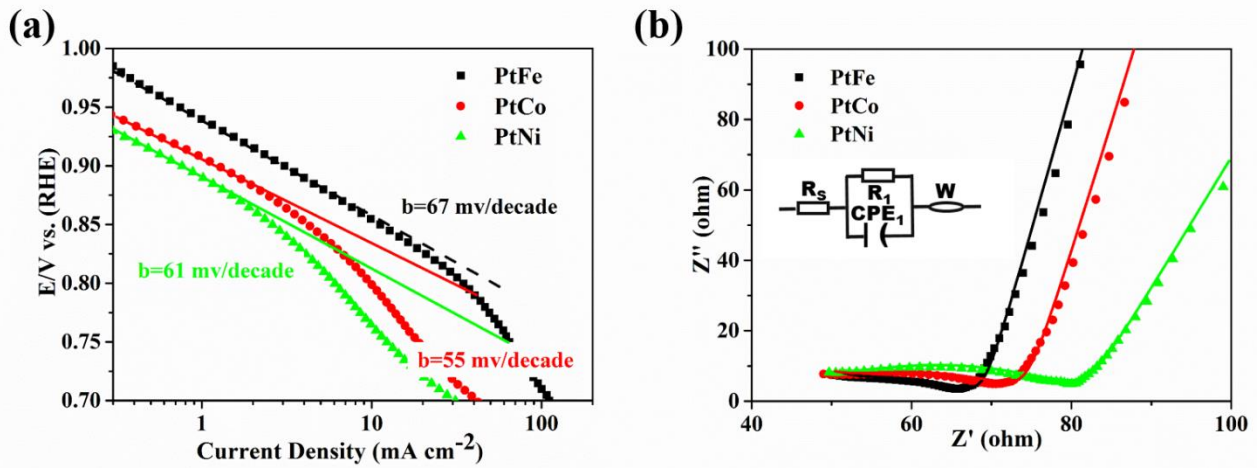 (a)
1.00
0.95
0.90
0.85
0.80
0.75
0.70
E/V vs. (RHE)
PtFe
PtCo
PtNi
b=67 mv/decade
b=61 mv/decade
b=55 mv/decade
1
10
100
Current Density (mA cm-2)
(b)
100
80
60
40
20
0
Z'' (ohm)
PtFe
PtCo
PtNi
Rs
R1
CPE1
W
40
60
80
100
Z' (ohm)